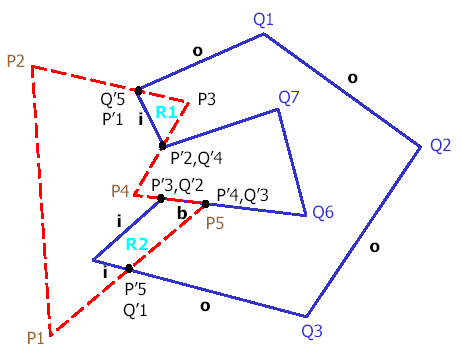 Q1
o
P2
o
Q'5
P3
Q7
P'1
i
R1
Q2
P'2,Q'4
P4
P'3,Q'2
P'4,Q'3
i
b
P5
Q6
R2
o
i
P'5
o
Q'1
Q3
P1